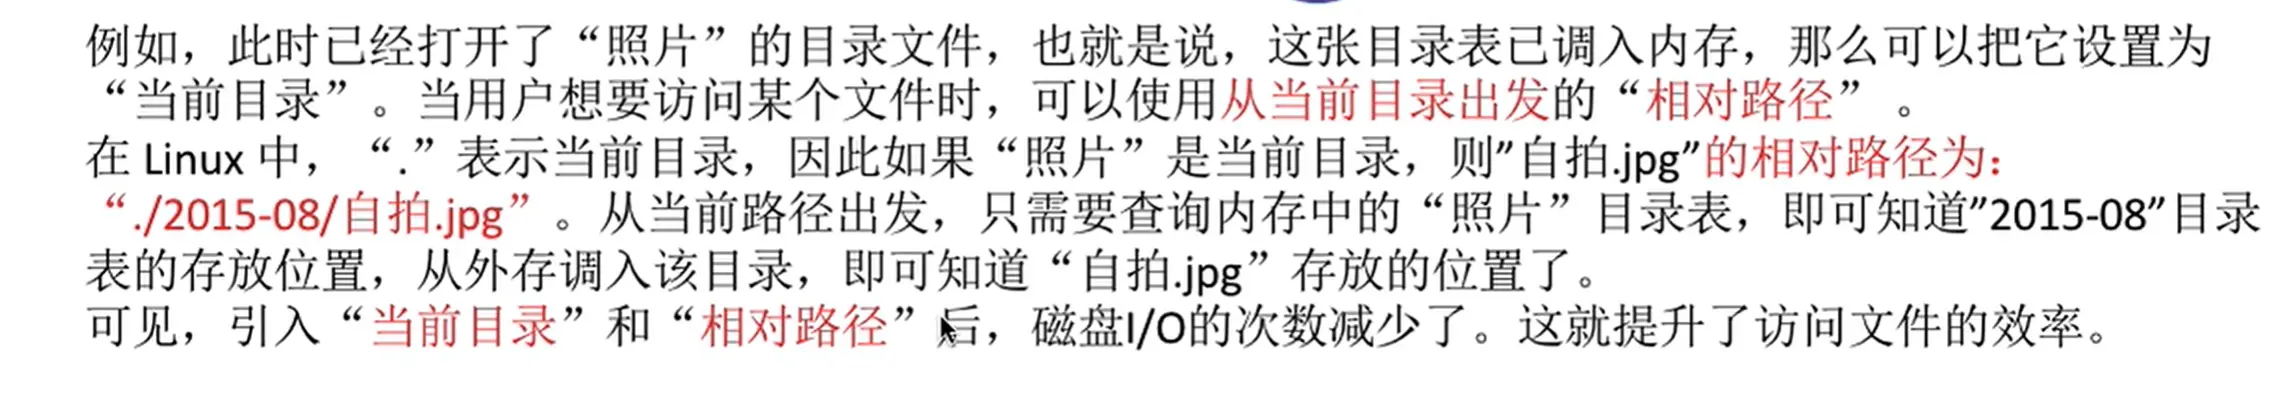 例如，此时已经打开了“照片”的目录文件，也就是说，这张目录表已调入内存，那么可以把它设置为
“当前目录”。当用户想要访问某个文件时，可以使用从当前目录出发的“相对路径”。
在 Linux 中，“.”表示当前目录，因此如果“照片”是当前目录，则”自拍.jpg”的相对路径为：
“./2015-08/自拍.jpg”。从当前路径出发，只需要查询内存中的“照片”目录表，即可知道”2015-08”目录
表的存放位置，从外存调入该目录，即可知道“自拍.jpg”存放的位置了。
可见，引入“当前目录”和“相对路径”后，磁盘I/O的次数减少了。这就提升了访问文件的效率。